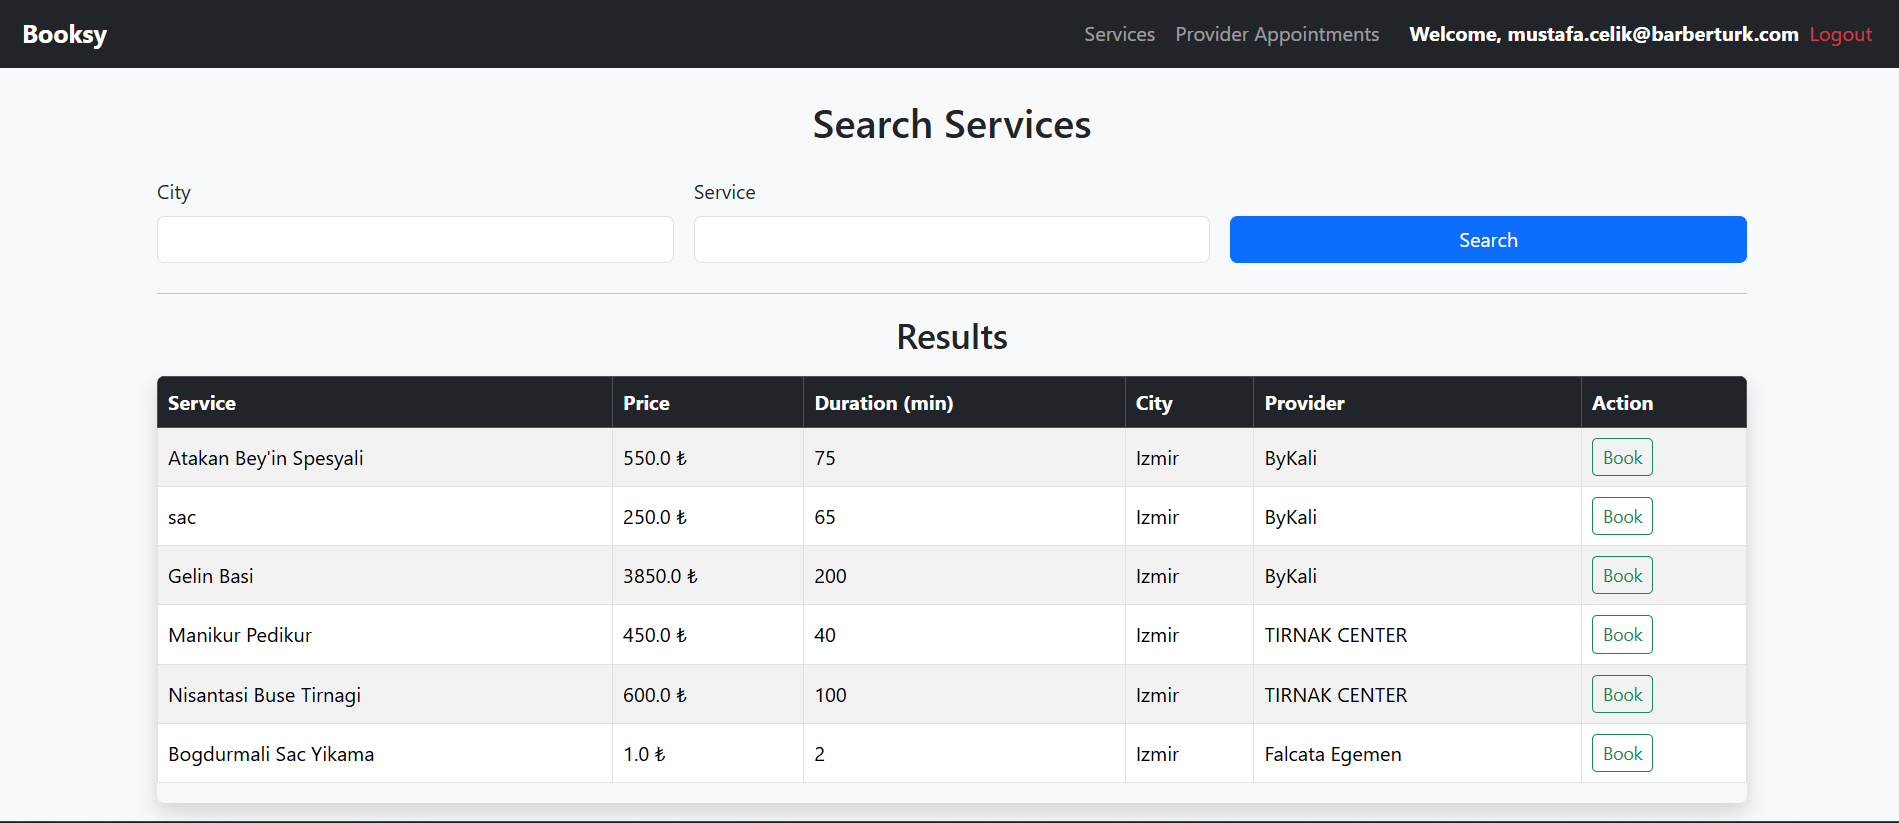 Booksy Services Provider Appointments Welcome, mustafa.celik@barberturk.com Logout
Search Services
City Service
Search
Results
Service Price Duration (min) City Provider Action
Atakan Bey'in Spesyali 550.0 ₺ 75 Izmir ByKali Book
sac 250.0 ₺ 65 Izmir ByKali Book
Gelin Basi 3850.0 ₺ 200 Izmir ByKali Book
Manikur Pedikur 450.0 ₺ 40 Izmir TIRNAK CENTER Book
Nisantasi Buse Tirnagi 600.0 ₺ 100 Izmir TIRNAK CENTER Book
Bogdurmali Sac Yikama 1.0 ₺ 2 Izmir Falcata Egemen Book